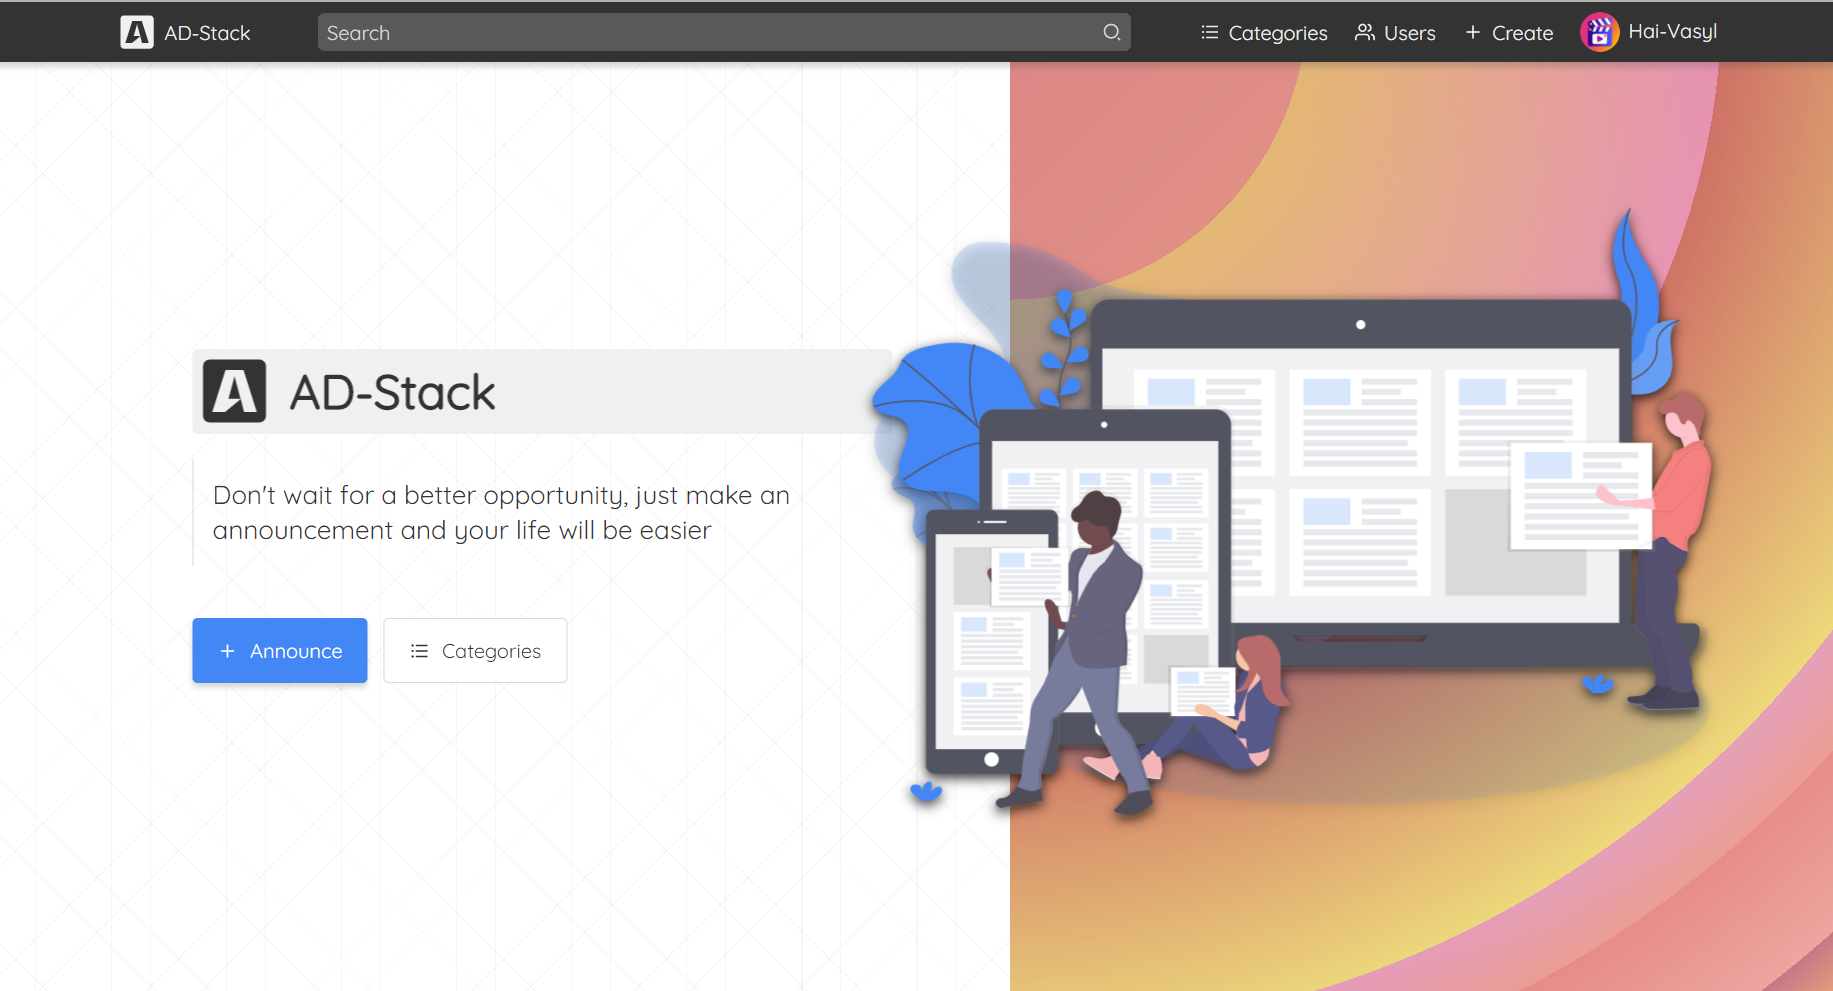 AD-Stack
Search
Categories
Users
Create
Hai-Vasyl
AD-Stack
Don't wait for a better opportunity, just make an
announcement and your life will be easier
Announce
Categories